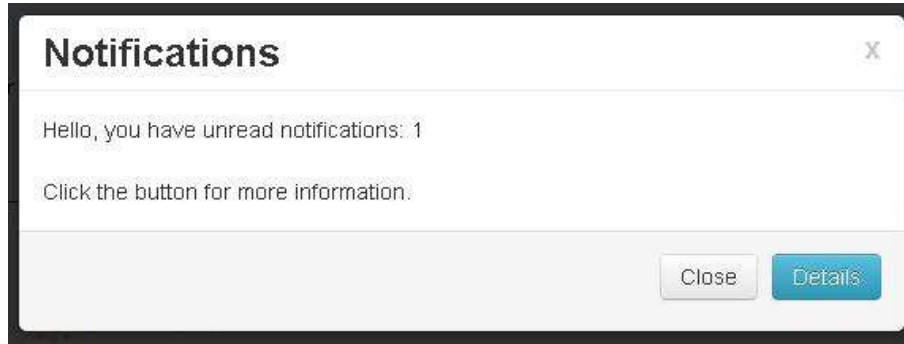 Notifications
x
Hello, you have unread notifications: 1
Click the button for more information.
Close
Details